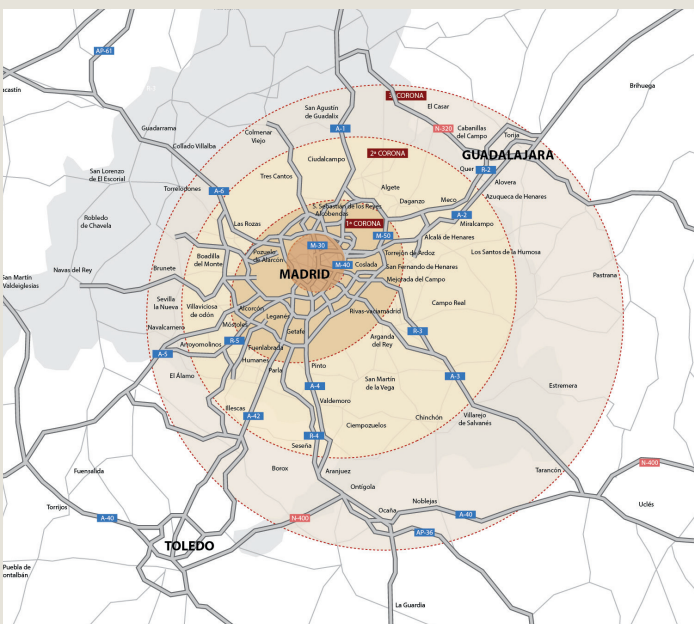 AP-61
acastín
Guadarrama
Collado Villalba
San Lorenzo
de El Escorial
Torrelodones
A-6
Robledo
de Chavela
Navas del Rey
San Martín
Valdeiglesias
San Agustín
de Guadalix
Colmenar
Viejo
A-1
3ª CORONA
El Casar
N-320
Cabanillas
del Campo
Torija
Brihuega
2ª CORONA
GUADALAJARA
Ciudalcampo
Tres Cantos
Quer
R-2
Alovera
Azuqueca de Henares
Algete
Daganzo
Meco
A-2
Miralcampo
S. Sebastián de los Reyes
Alcobendas
1ª CORONA
Las Rozas
M-30
M-50
Alcalá de Henares
Los Santos de la Humosa
Pozuelo
de Alarcón
Boadilla
del Monte
Brunete
MADRID
M-40
Coslada
Torrejón de Ardoz
San Fernando de Henares
Mejorada del Campo
Pastrana
Sevilla
la Nueva
Villaviciosa
de odón
Alcorcón
Leganes
Móstoles
Getafe
Rivas-vaciamadrid
Campo Real
Navalcarnero
Arroyomolinos
R-5
A-5
Fuenlabrada
Humanes
Arganda
del Rey
R-3
El Álamo
Parla
Pinto
A-4
San Martín
de la Vega
A-3
Estremera
Illescas
A-42
Valdemoro
Ciempozuelos
Chinchón
Villarejo
de Salvanés
R-4
Seseña
Borox
Aranjuez
Ontígola
Tarancón
N-400
Fuensalida
Torrijos
A-40
N-400
Ocaña
Noblejas
A-40
Uclés
AP-36
TOLEDO
Puebla de
ontalbán
La Guardia